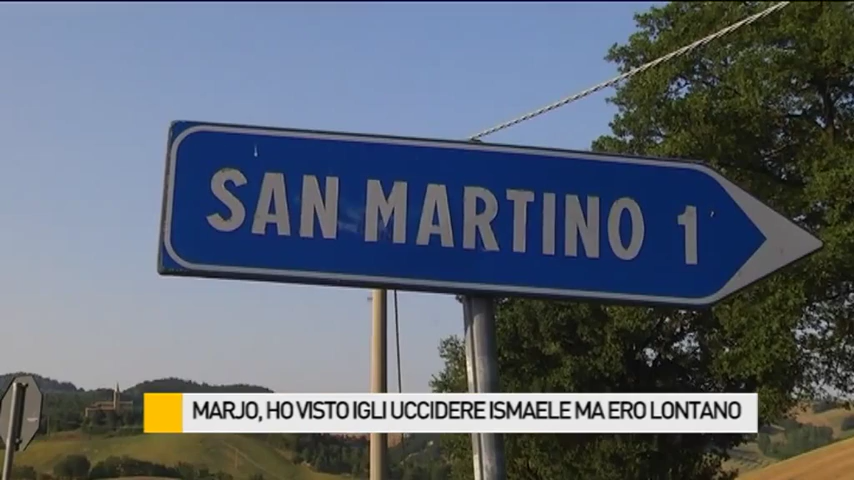 SAN MARTINO 1
MARJO, HO VISTO IGLI UCCIDERE ISMAELE MA ERO LONTANO